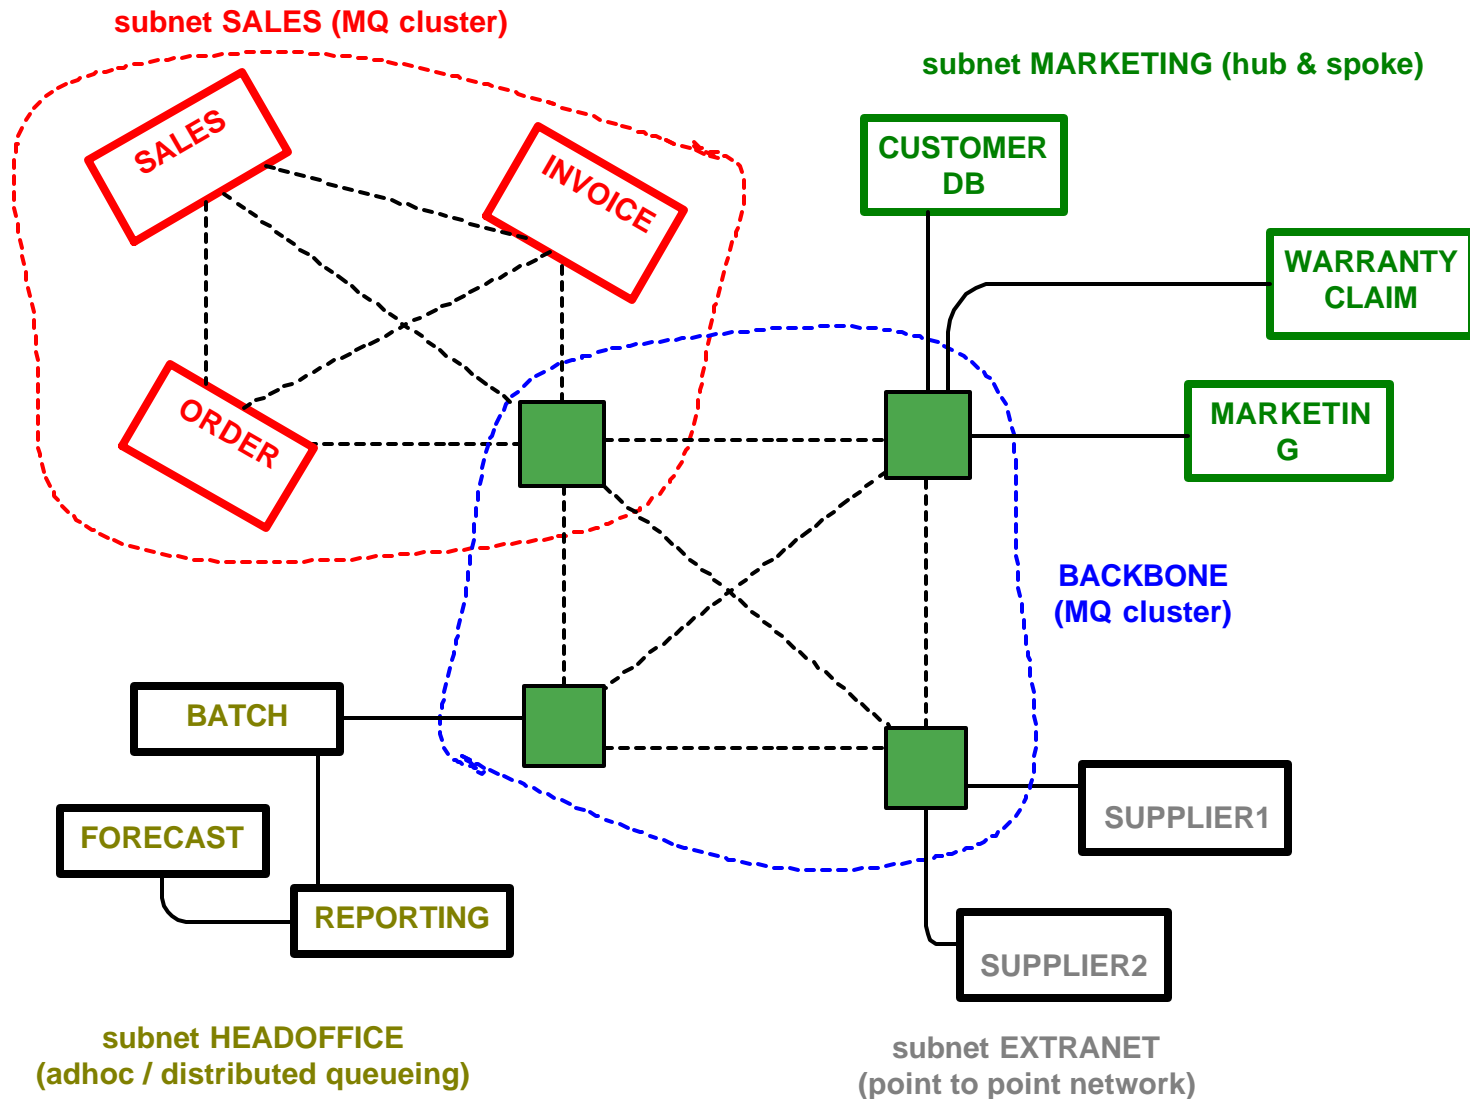 subnet SALES (MQ cluster)
subnet MARKETING (hub & spoke)
SALES
INVOICE
CUSTOMER
DB
WARRANTY
CLAIM
ORDER
MARKETIN
G
BACKBONE
(MQ cluster)
BATCH
FORECAST
REPORTING
SUPPLIER1
SUPPLIER2
subnet HEADOFFICE
(adhoc / distributed queueing)
subnet EXTRANET
(point to point network)